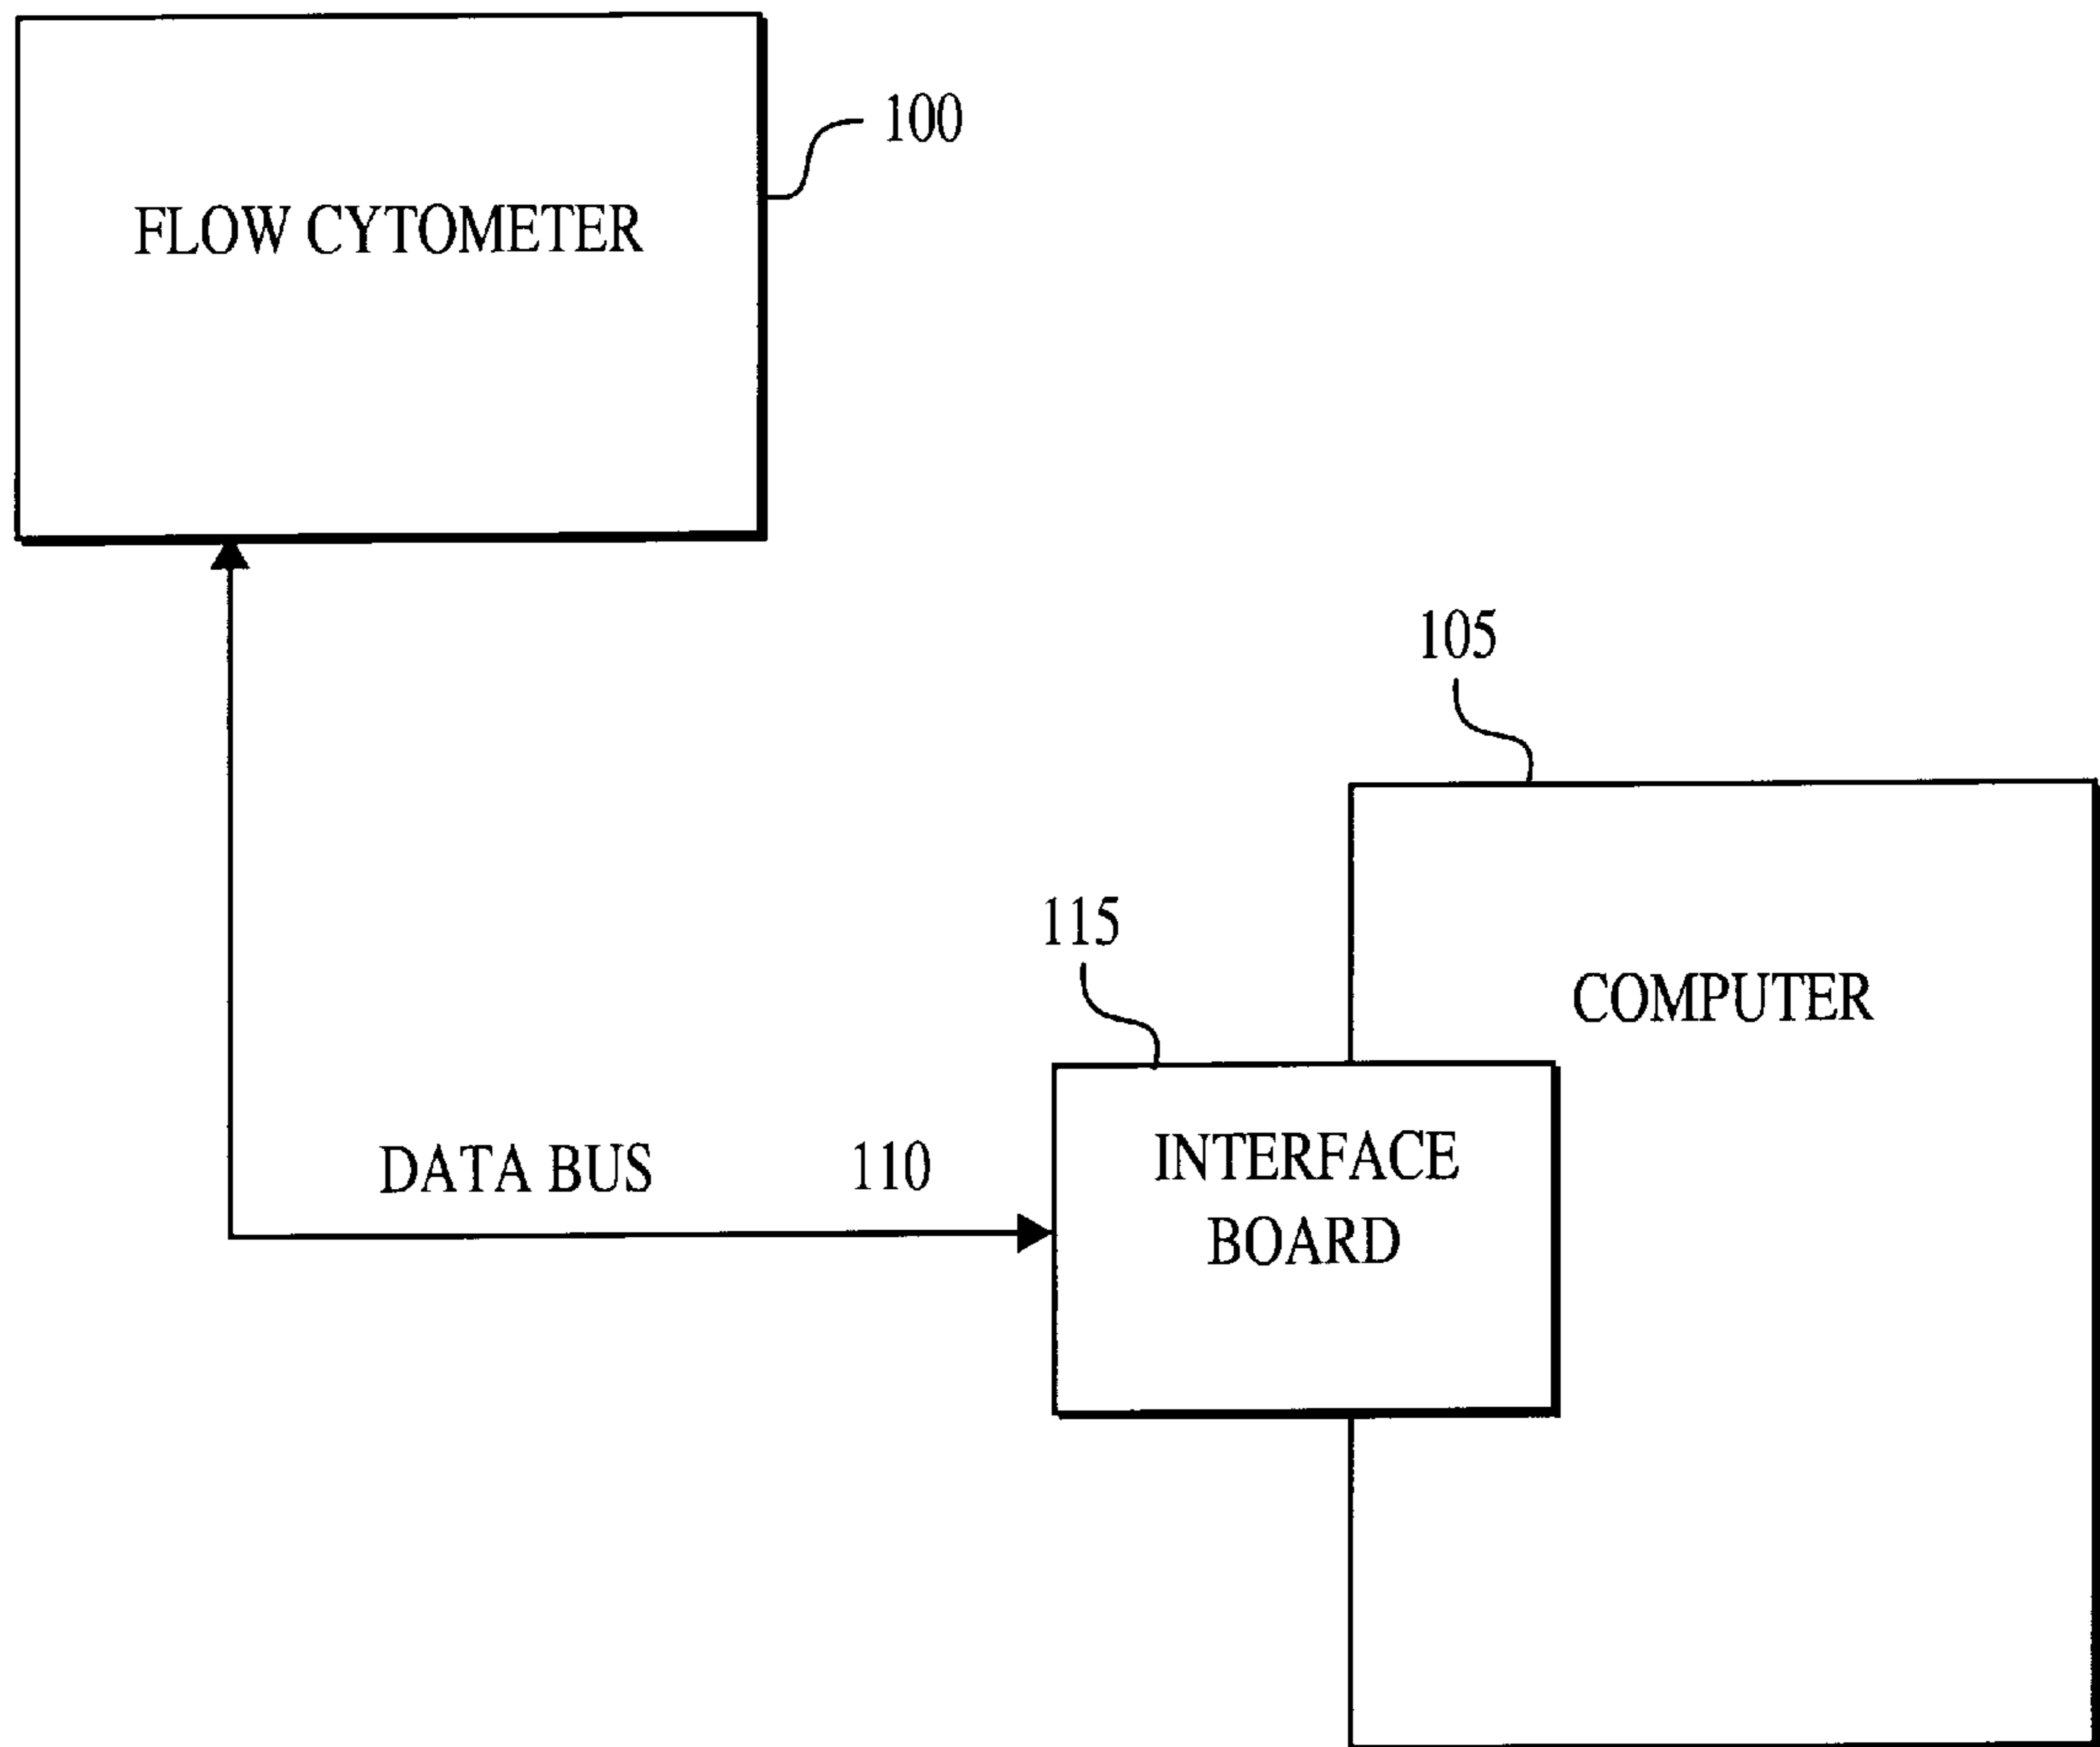 100
FLOW CYTOMETER
105
115
COMPUTER
DATA BUS 110
INTERFACE
BOARD